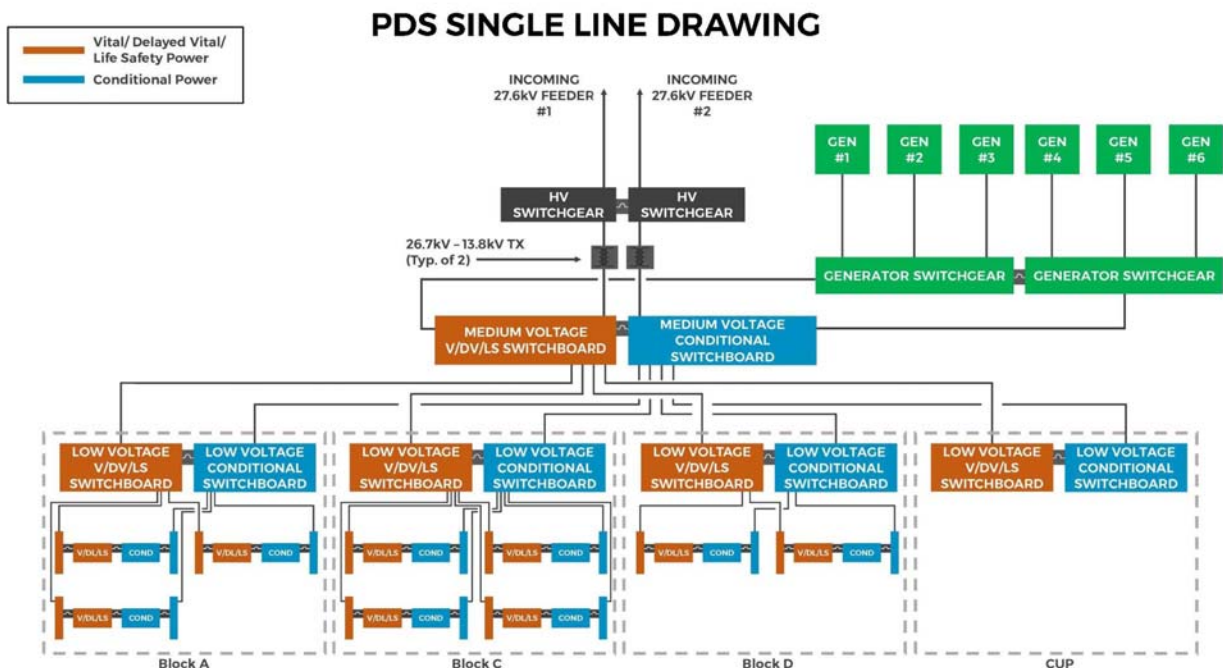 PDS SINGLE LINE DRAWING
Vital/ Delayed Vital/
Life Safety Power
Conditional Power
INCOMING
27.6kV FEEDER
#1
INCOMING
27.6kV FEEDER
#2
GEN
#1
GEN
#2
GEN
#3
GEN
#4
GEN
#5
GEN
#6
HV
SWITCHGEAR
HV
SWITCHGEAR
26.7kV – 13.8kV TX
(Typ. of 2)
GENERATOR SWITCHGEAR
GENERATOR SWITCHGEAR
MEDIUM VOLTAGE
V/DV/LS SWITCHBOARD
MEDIUM VOLTAGE
CONDITIONAL
SWITCHBOARD
LOW VOLTAGE
V/DV/LS
SWITCHBOARD
LOW VOLTAGE
CONDITIONAL
SWITCHBOARD
LOW VOLTAGE
V/DV/LS
SWITCHBOARD
LOW VOLTAGE
CONDITIONAL
SWITCHBOARD
LOW VOLTAGE
V/DV/LS
SWITCHBOARD
LOW VOLTAGE
CONDITIONAL
SWITCHBOARD
LOW VOLTAGE
V/DV/LS
SWITCHBOARD
LOW VOLTAGE
CONDITIONAL
SWITCHBOARD
V/DL/LS
COND
V/DL/LS
COND
V/DL/LS
COND
V/DL/LS
COND
V/DL/LS
COND
V/DL/LS
COND
V/DL/LS
COND
V/DL/LS
COND
V/DL/LS
COND
Block A
Block C
Block D
CUP